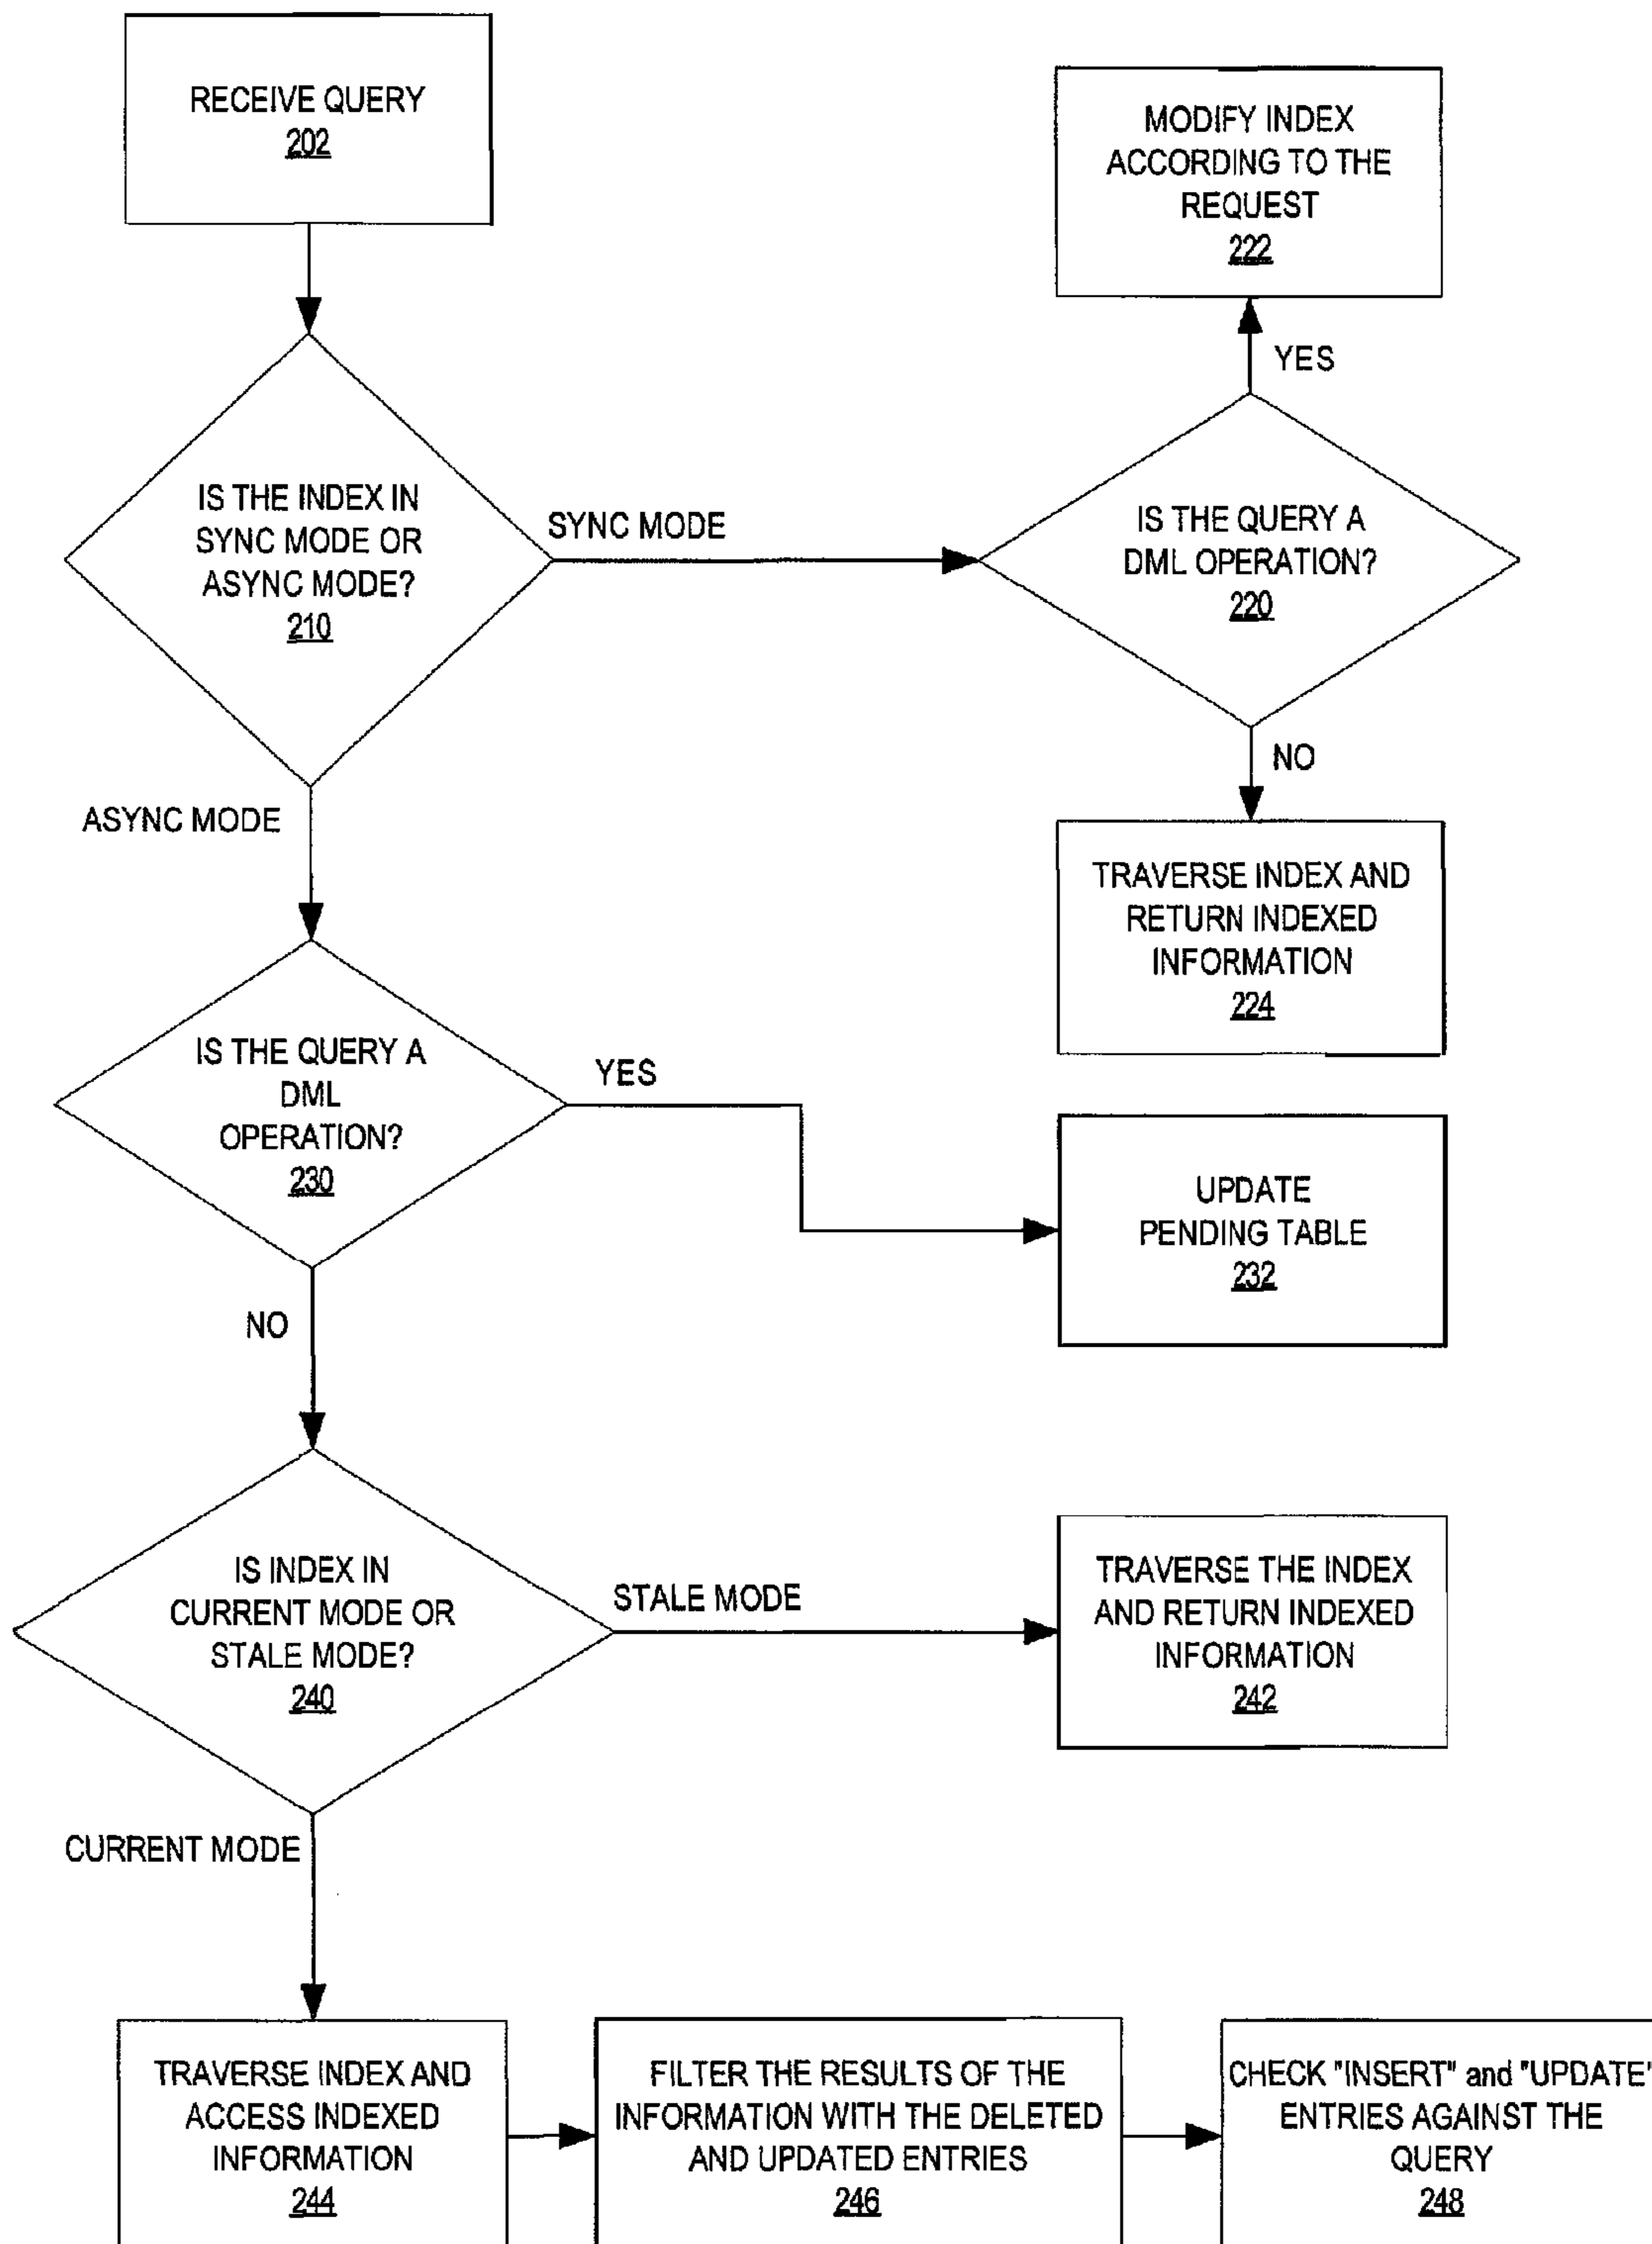 RECEIVE QUERY
202
MODIFY INDEX
ACCORDING TO THE
REQUEST
222
YES
IS THE INDEX IN
SYNC MODE OR
ASYNC MODE?
210
SYNC MODE
IS THE QUERY A
DML OPERATION?
220
NO
ASYNC MODE
TRAVERSE INDEX AND
RETURN INDEXED
INFORMATION
224
IS THE QUERY A
DML
OPERATION?
230
YES
UPDATE
PENDING TABLE
232
NO
IS INDEX IN
CURRENT MODE OR
STALE MODE?
240
STALE MODE
TRAVERSE THE INDEX
AND RETURN INDEXED
INFORMATION
242
CURRENT MODE
TRAVERSE INDEX AND
ACCESS INDEXED
INFORMATION
244
FILTER THE RESULTS OF THE
INFORMATION WITH THE DELETED
AND UPDATED ENTRIES
246
CHECK "INSERT" and "UPDATE"
ENTRIES AGAINST THE
QUERY
248